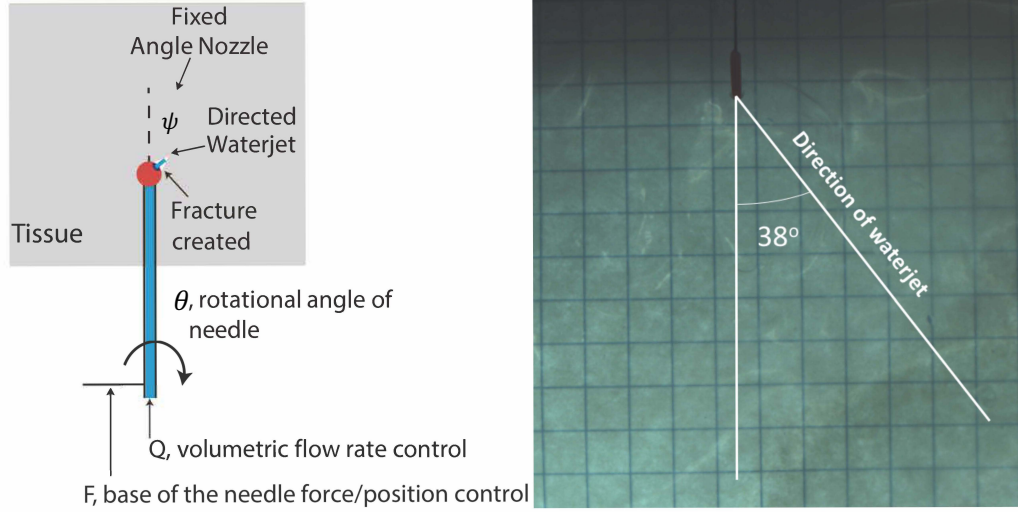 Fixed
Angle Nozzle
ψ
Directed
Waterjet
Fracture
created
Tissue
θ, rotational angle of
needle
Q, volumetric flow rate control
F, base of the needle force/position control
38º
Direction of waterjet